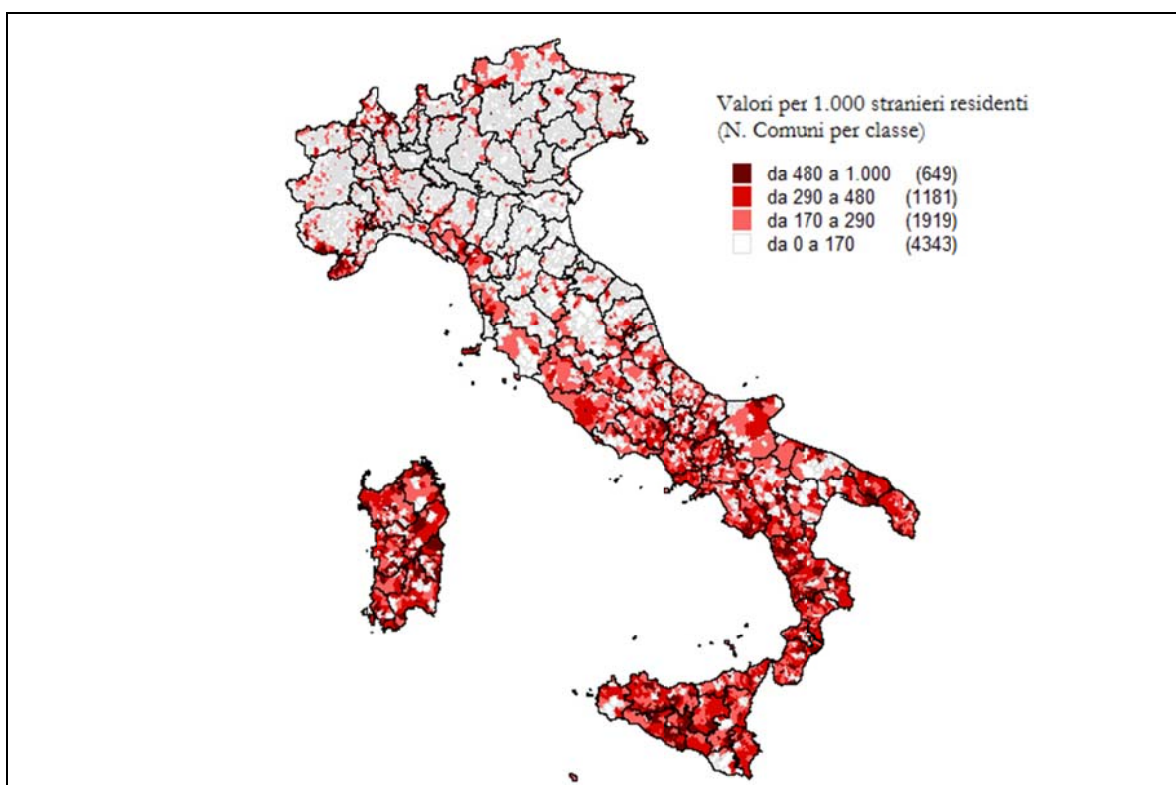 Valori per 1.000 stranieri residenti
(N. Comuni per classe)
da 480 a 1.000 (649)
da 290 a 480 (1181)
da 170 a 290 (1919)
da 0 a 170 (4343)